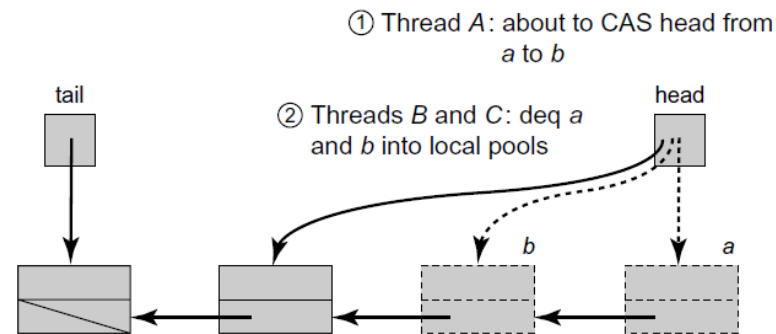 ① Thread A: about to CAS head from
a to b
tail
② Threads B and C: deq a
and b into local pools
head
b
a